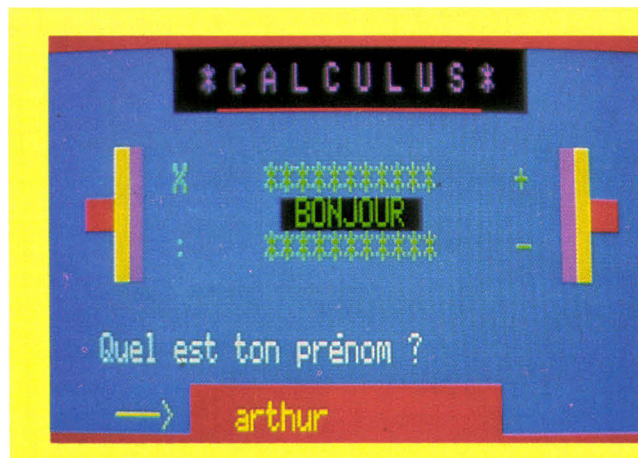 *CALCULUS*
X *********** +
BONJOUR
: *********** -
Quel est ton prénom ?
—> arthur